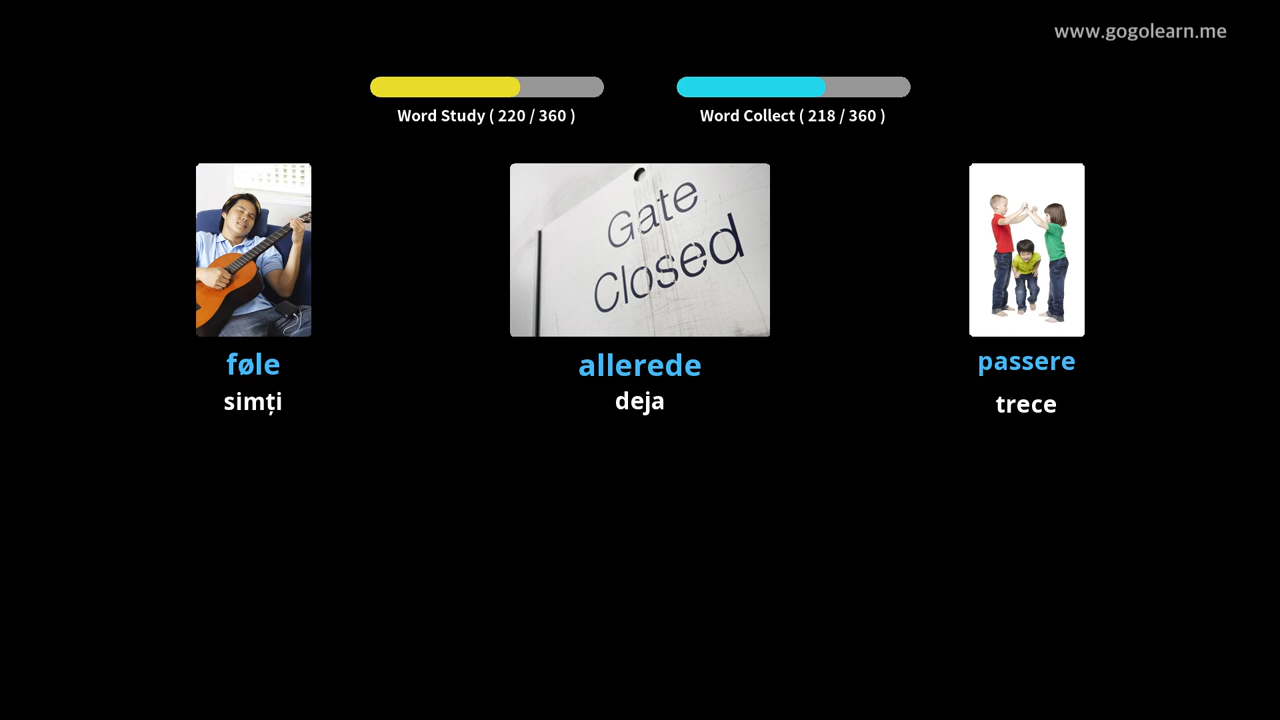 www.gogolearn.me
Word Study ( 220 / 360 )
Word Collect ( 218 / 360 )
Gate
Closed
føle
allerede
passere
simți
deja
trece